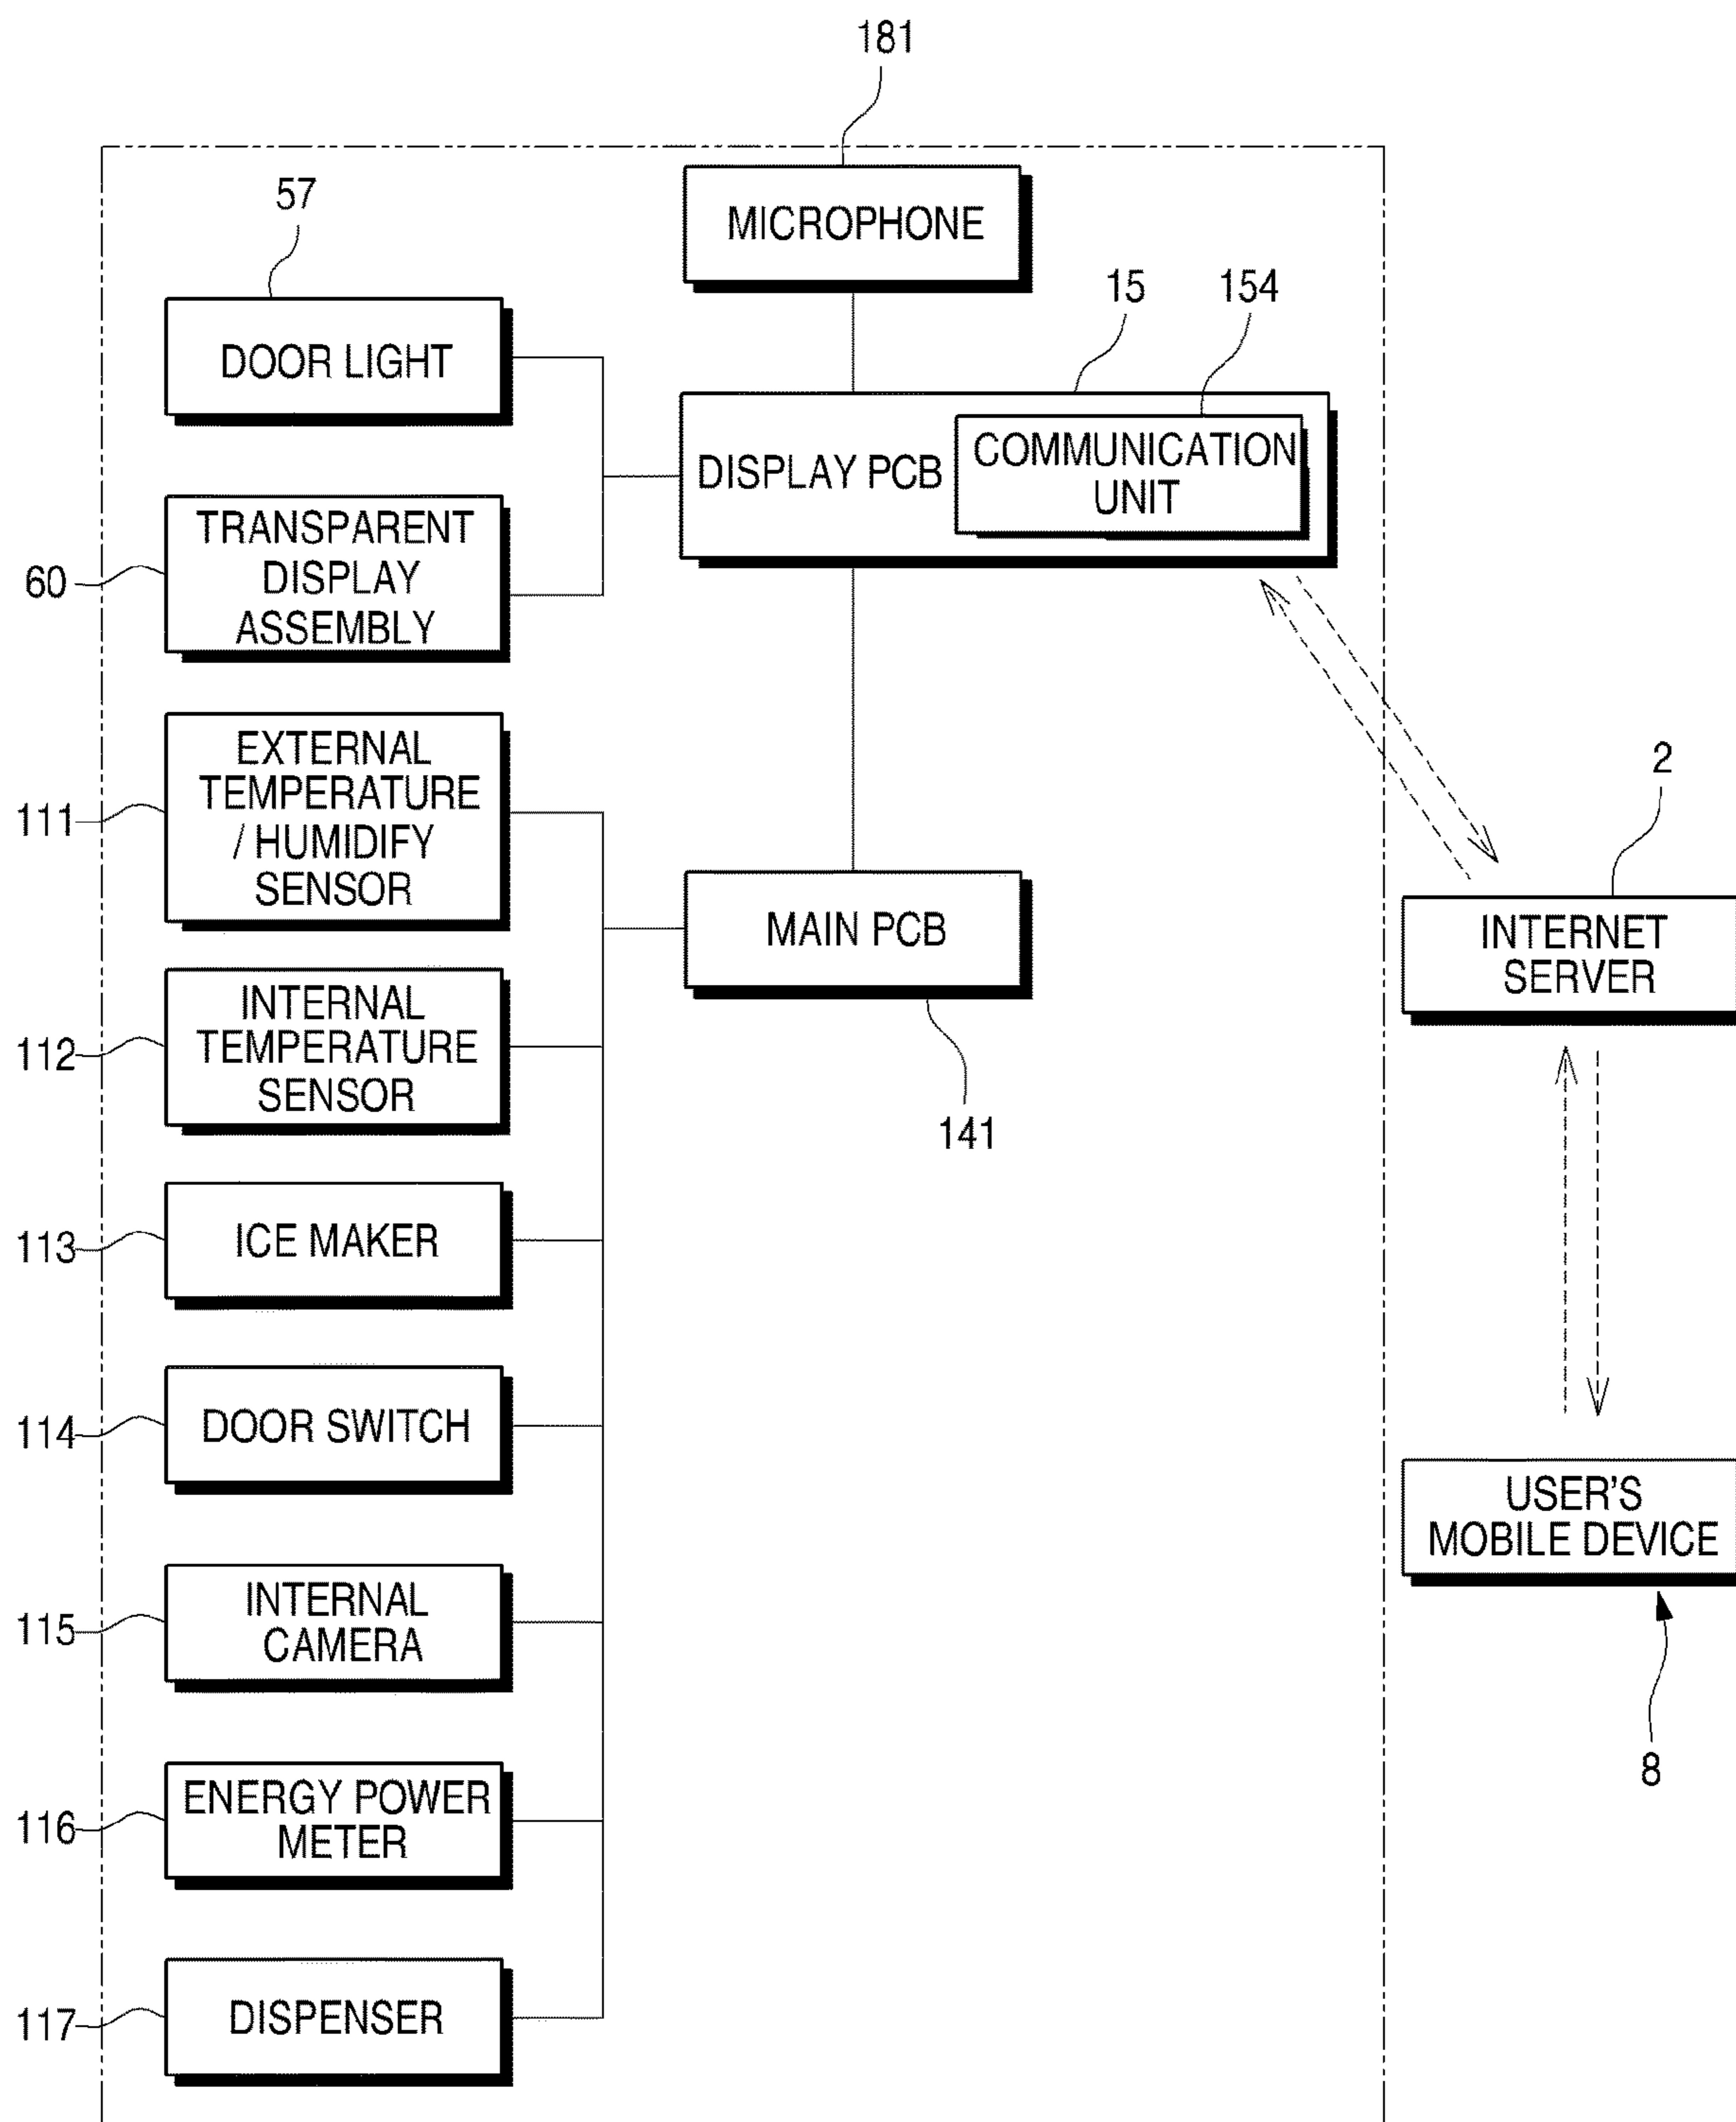 181
MICROPHONE
57
DOOR LIGHT
15
154
DISPLAY PCB
COMMUNICATION
UNIT
60
TRANSPARENT
DISPLAY
ASSEMBLY
111
EXTERNAL
TEMPERATURE
/ HUMIDIFY
SENSOR
MAIN PCB
141
2
INTERNET
SERVER
112
INTERNAL
TEMPERATURE
SENSOR
113
ICE MAKER
114
DOOR SWITCH
USER'S
MOBILE DEVICE
8
115
INTERNAL
CAMERA
116
ENERGY POWER
METER
117
DISPENSER